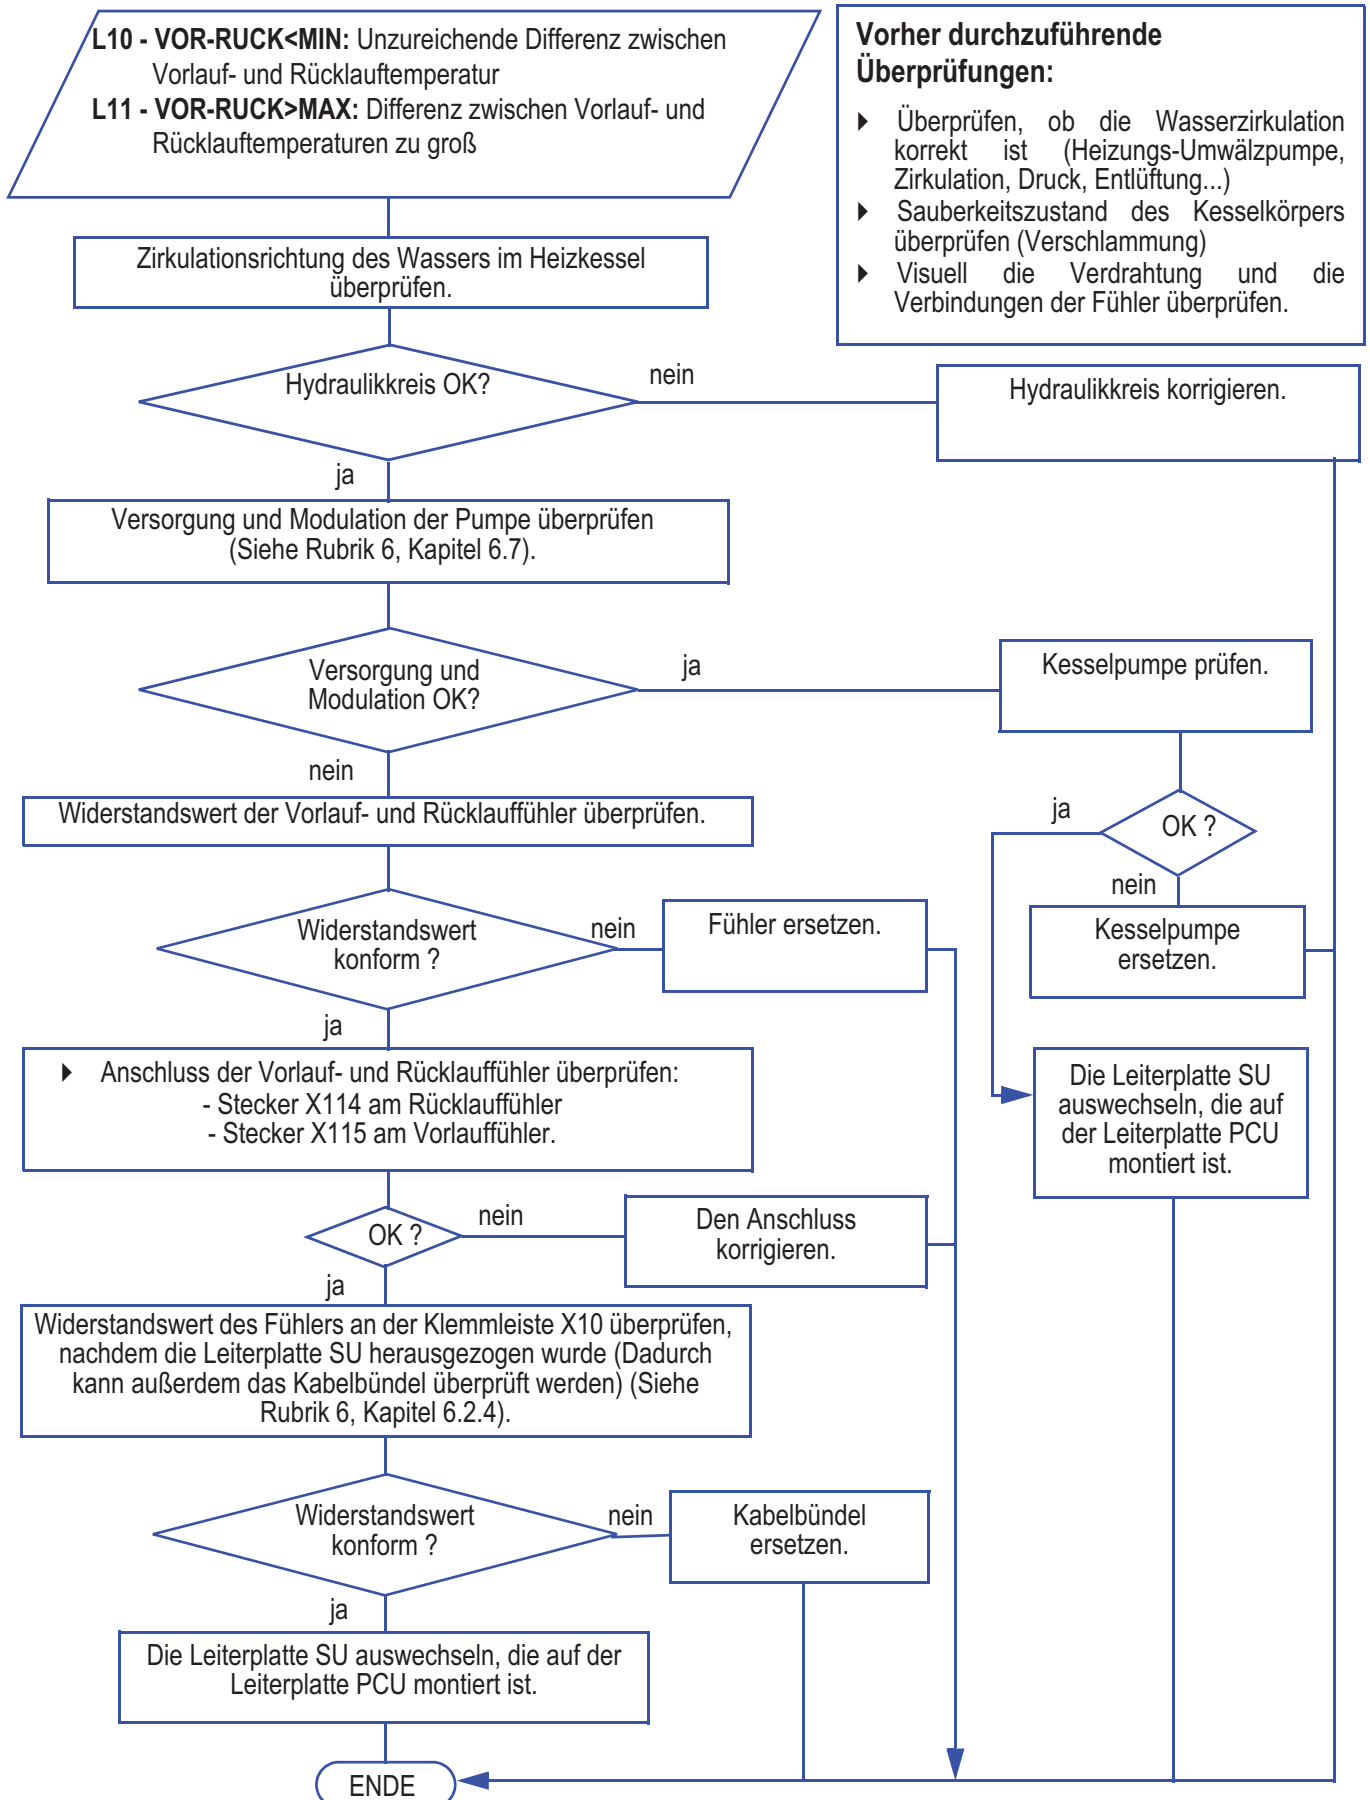 L10 - VOR-RUCK<MIN: Unzureichende Differenz zwischen
Vorlauf- und Rücklauftemperatur
L11 - VOR-RUCK>MAX: Differenz zwischen Vorlauf- und
Rücklauftemperaturen zu groß
Vorher durchzuführende
Überprüfungen:
Überprüfen, ob die Wasserzirkulation
korrekt ist (Heizungs-Umwälzpumpe,
Zirkulation, Druck, Entlüftung...)
Sauberkeitszustand des Kesselkörpers
überprüfen (Verschlammung)
Visuell die Verdrahtung und die
Verbindungen der Fühler überprüfen.
Zirkulationsrichtung des Wassers im Heizkessel
überprüfen.
Hydraulikkreis OK?
nein
Hydraulikkreis korrigieren.
ja
Versorgung und Modulation der Pumpe überprüfen
(Siehe Rubrik 6, Kapitel 6.7).
Versorgung und
Modulation OK?
ja
Kesselpumpe prüfen.
nein
ja
OK ?
nein
Kesselpumpe
ersetzen.
Widerstandswert der Vorlauf- und Rücklauffühler überprüfen.
Widerstandswert
konform ?
nein
Fühler ersetzen.
ja
Die Leiterplatte SU
auswechseln, die auf
der Leiterplatte PCU
montiert ist.
Anschluss der Vorlauf- und Rücklauffühler überprüfen:
- Stecker X114 am Rücklauffühler
- Stecker X115 am Vorlauffühler.
OK ?
nein
Den Anschluss
korrigieren.
ja
Widerstandswert des Fühlers an der Klemmleiste X10 überprüfen,
nachdem die Leiterplatte SU herausgezogen wurde (Dadurch
kann außerdem das Kabelbündel überprüft werden) (Siehe
Rubrik 6, Kapitel 6.2.4).
Widerstandswert
konform ?
nein
Kabelbündel
ersetzen.
ja
Die Leiterplatte SU auswechseln, die auf der
Leiterplatte PCU montiert ist.
ENDE